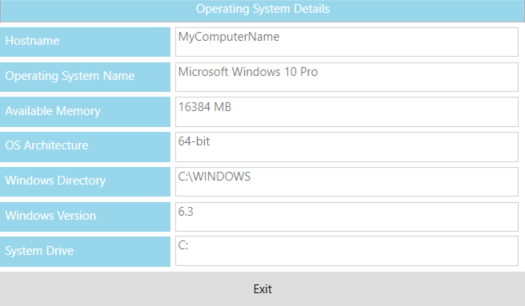 Operating System Details
Hostname MyComputerName
Operating System Name Microsoft Windows 10 Pro
Available Memory 16384 MB
OS Architecture 64-bit
Windows Directory C:\WINDOWS
Windows Version 6.3
System Drive C:
Exit